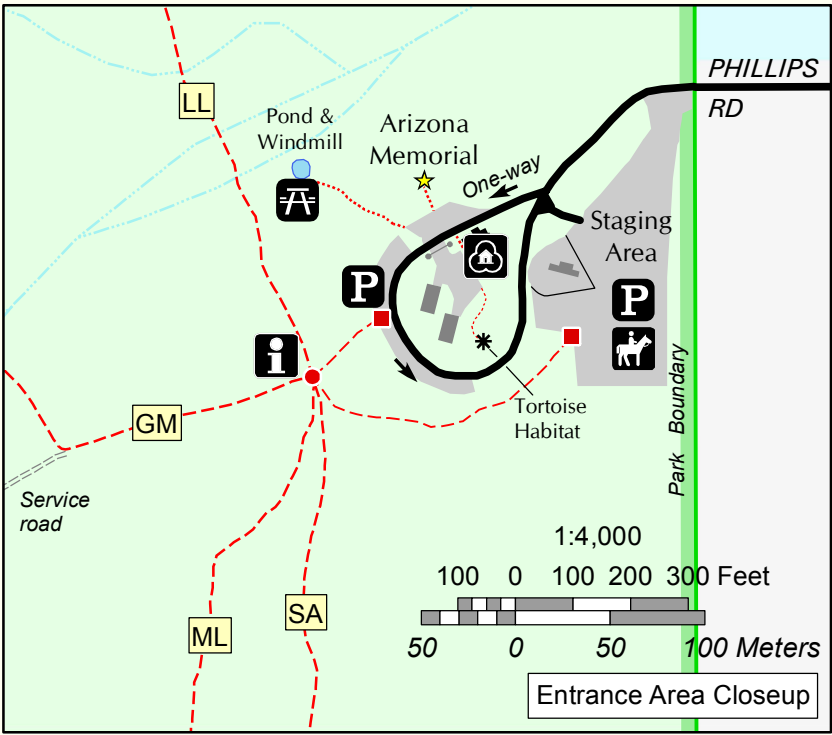 PHILLIPS
RD
LL
Pond &
Windmill
Arizona
Memorial
One-way
Staging
Area
P
P
i
GM
Tortoise
Habitat
Park Boundary
Service
road
ML
SA
1:4,000
100 0 100 200 300 Feet
50 0 50 100 Meters
Entrance Area Closeup